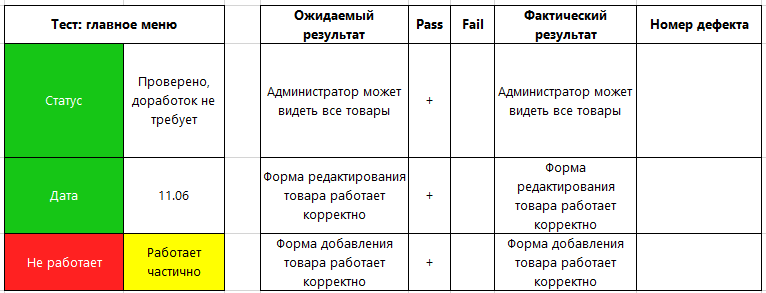 Тест: главное меню
Ожидаемый
результат
Pass
Fail
Фактический
результат
Номер дефекта
Статус
Проверено,
доработок не
требует
Администратор может
видеть все товары
+
Администратор может
видеть все товары
Дата
11.06
Форма редактирования
товара работает
корректно
+
Форма
редактирования
товара работает
корректно
Не работает
Работает
частично
Форма добавления
товара работает
корректно
+
Форма добавления
товара работает
корректно